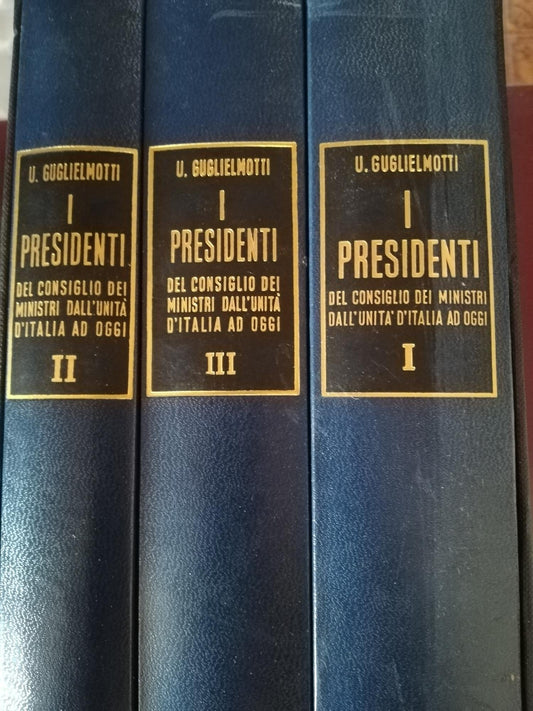 U. GUGLIELMOTTI
I
PRESIDENTI
DEL CONSIGLIO DEI
MINISTRI DALL'UNITÀ
D'ITALIA AD OGGI
II
U. GUGLIELMOTTI
I
PRESIDENTI
DEL CONSIGLIO DEI
MINISTRI DALL'UNITÀ
D'ITALIA AD OGGI
III
U. GUGLIELMOTTI
I
PRESIDENTI
DEL CONSIGLIO DEI MINISTRI
DALL'UNITA' D'ITALIA AD OGGI
I